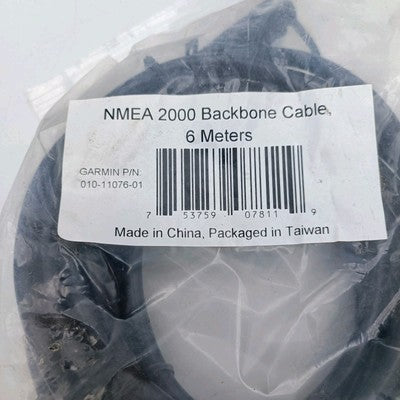 NMEA 2000 Backbone Cable,
6 Meters
GARMIN P/N:
010-11076-01
7 53759 07811 9
Made in China, Packaged in Taiwan